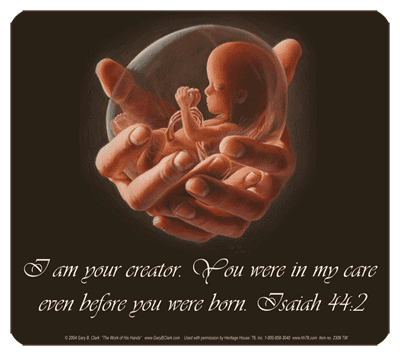 I am your creator. You were in my care
even before you were born. Isaiah 44:2
© 2004 Gary B. Clark "The Work of His Hands" www.GaryBClark.com Used with permission by Heritage House '76, Inc. 1-800-858-3040 www.hh76.com item no. 2309 TW